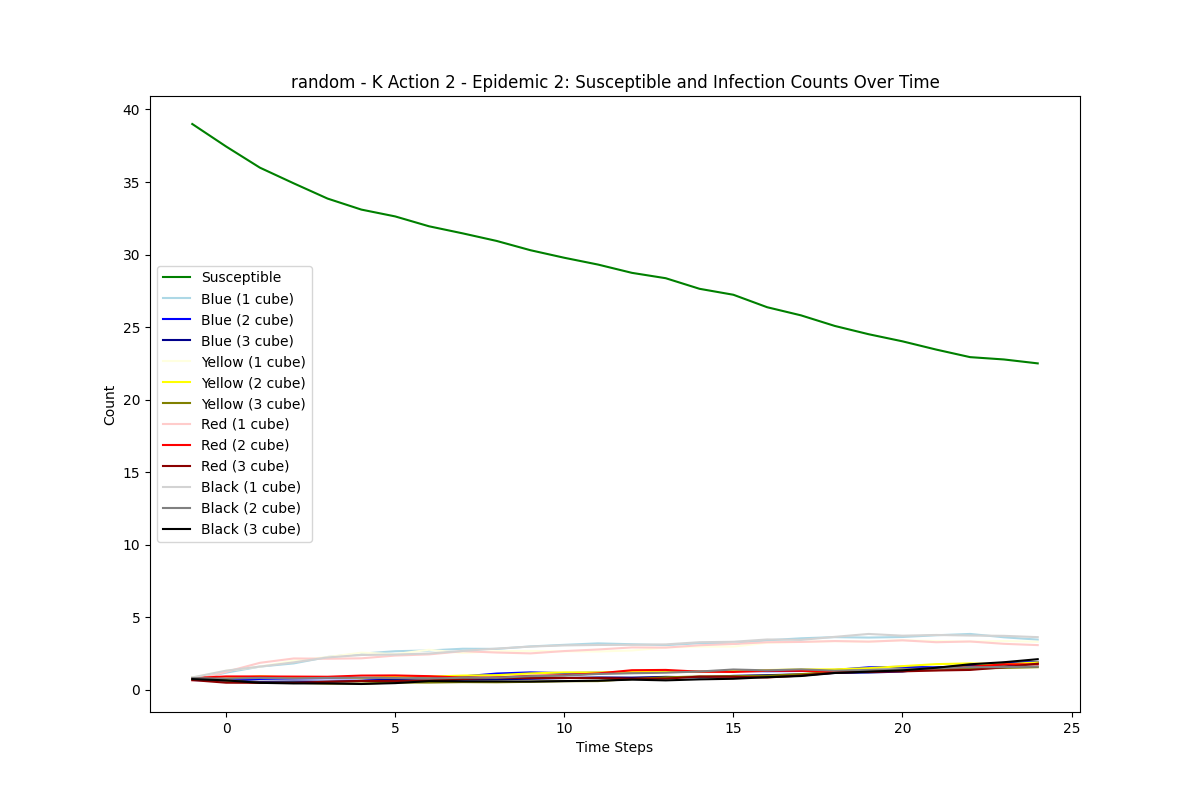 random - K Action 2 - Epidemic 2: Susceptible and Infection Counts Over Time
40
35
30
25
20
15
10
5
0
Count
Susceptible
Blue (1 cube)
Blue (2 cube)
Blue (3 cube)
Yellow (1 cube)
Yellow (2 cube)
Yellow (3 cube)
Red (1 cube)
Red (2 cube)
Red (3 cube)
Black (1 cube)
Black (2 cube)
Black (3 cube)
0 5 10 15 20 25
Time Steps